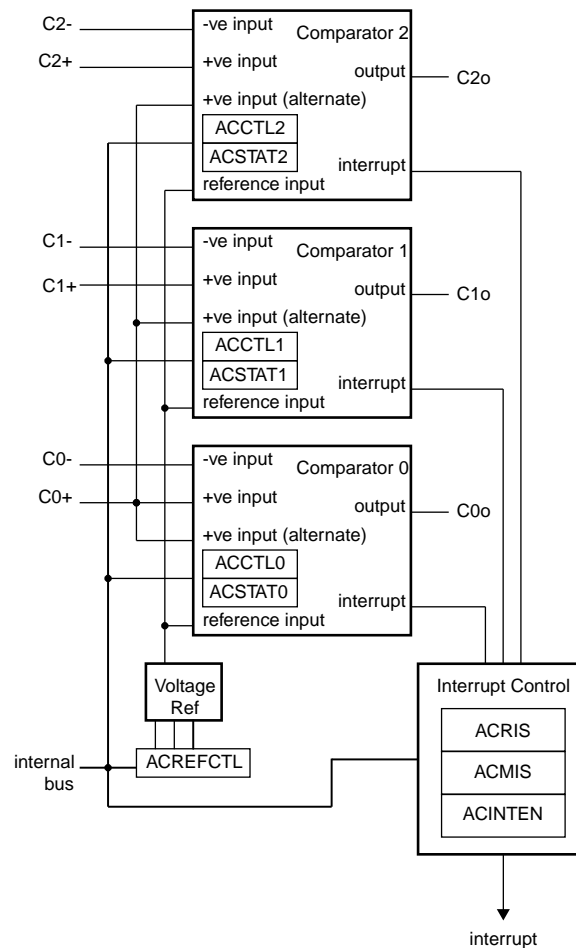 C2-
-ve input
Comparator 2
C2+
+ve input
output
C2o
+ve input (alternate)
ACCTL2
ACSTAT2
interrupt
reference input
C1-
-ve input
Comparator 1
C1+
+ve input
output
C1o
+ve input (alternate)
ACCTL1
ACSTAT1
interrupt
reference input
C0-
-ve input
Comparator 0
C0+
+ve input
output
C0o
+ve input (alternate)
ACCTL0
ACSTAT0
interrupt
reference input
Voltage
Ref
Interrupt Control
ACRIS
internal
bus
ACREFCTL
ACMIS
ACINTEN
interrupt